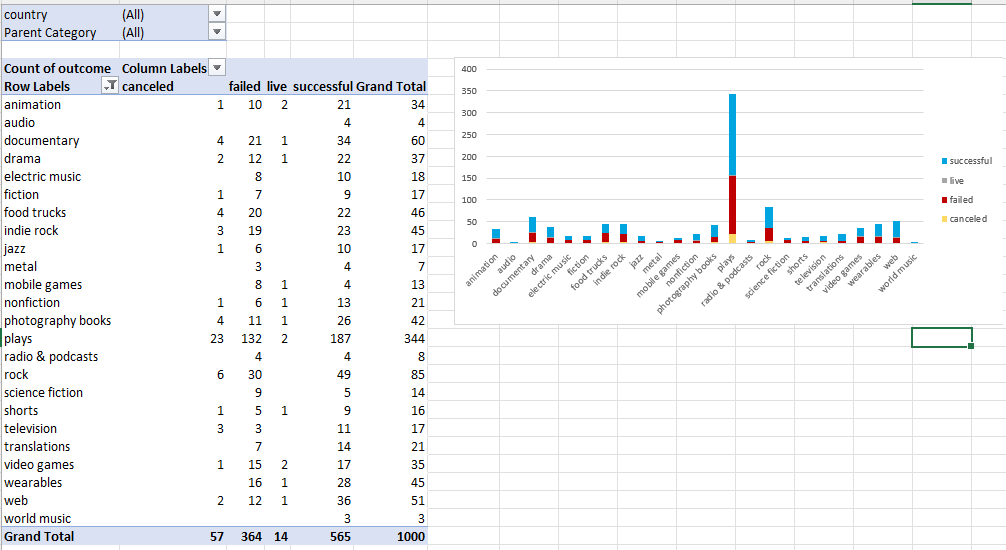 country (All)
Parent Category (All)
Count of outcome Column Labels
Row Labels canceled failed live successful Grand Total
animation 1 10 2 21 34
audio 4 4
documentary 4 21 1 34 60
drama 2 12 1 22 37
electric music 8 10 18
fiction 1 7 9 17
food trucks 4 20 22 46
indie rock 3 19 23 45
jazz 1 6 10 17
metal 3 4 7
mobile games 8 1 4 13
nonfiction 1 6 1 13 21
photography books 4 11 1 26 42
plays 23 132 2 187 344
radio & podcasts 4 4 8
rock 6 30 49 85
science fiction 9 5 14
shorts 1 5 1 9 16
television 3 3 11 17
translations 7 14 21
video games 1 15 2 17 35
wearables 16 1 28 45
web 2 12 1 36 51
world music 3 3
Grand Total 57 364 14 565 1000
400
350
300
250
200
150
100
50
0
animation
audio
documentary
drama
electric music
fiction
food trucks
indie rock
jazz
metal
mobile games
nonfiction
photography books
plays
radio & podcasts
rock
science fiction
shorts
television
translations
video games
wearables
web
world music
successful
live
failed
canceled